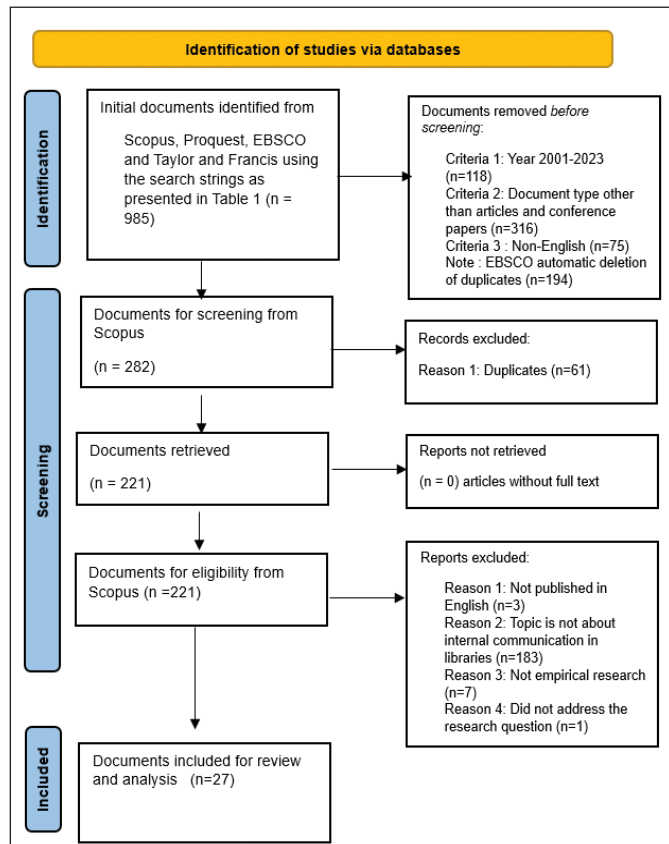 Identification of studies via databases
Identification
Initial documents identified from
Scopus, Proquest, EBSCO
and Taylor and Francis using
the search strings as
presented in Table 1 (n =
985)
Documents removed before
screening:
Criteria 1: Year 2001-2023
(n=118)
Criteria 2: Document type other
than articles and conference
papers (n=316)
Criteria 3 : Non-English (n=75)
Note : EBSCO automatic deletion
of duplicates (n=194)
Screening
Documents for screening from
Scopus
(n = 282)
Records excluded:
Reason 1: Duplicates (n=61)
Documents retrieved
(n = 221)
Reports not retrieved
(n = 0) articles without full text
Documents for eligibility from
Scopus (n =221)
Reports excluded:
Reason 1: Not published in
English (n=3)
Reason 2: Topic is not about
internal communication in
libraries (n=183)
Reason 3: Not empirical research
(n=7)
Reason 4: Did not address the
research question (n=1)
Included
Documents included for review
and analysis (n=27)